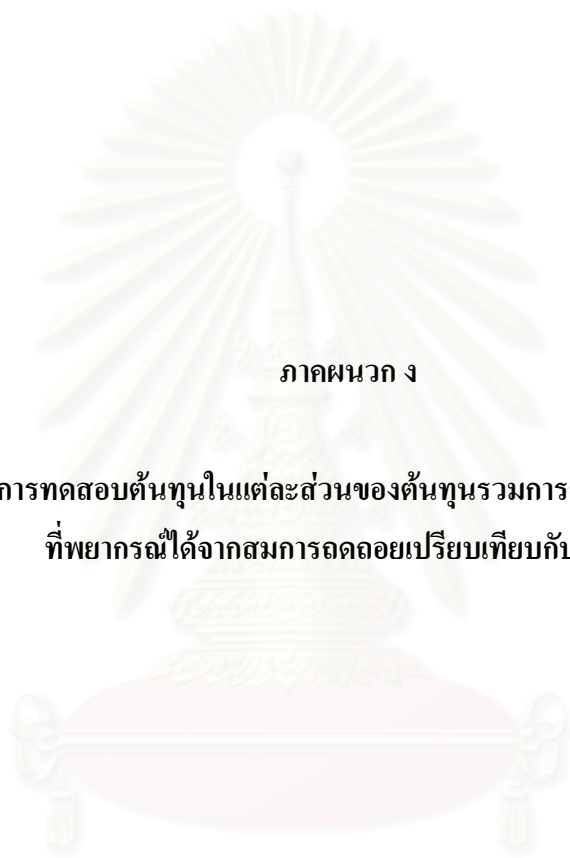 ภาคผนวก ง
การทดสอบต้นทุนในแต่ละส่วนของต้นทุนรวมการ
ที่พยากรณ์ได้จากสมการถดถอยเปรียบเทียบกับ